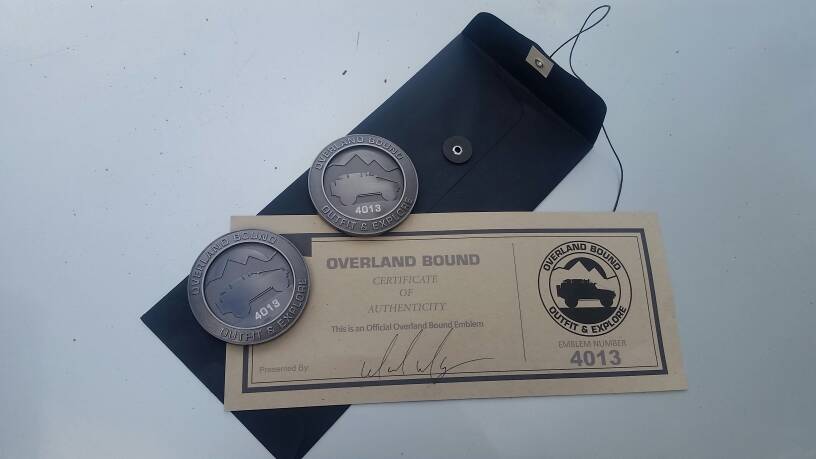 OVERLAND BOUND
4013
OUTFIT & EXPLORE
OVERLAND BOUND
4013
OUTFIT & EXPLORE
OVERLAND BOUND
CERTIFICATE
OF
AUTHENTICITY
This is an Official Overland Bound Emblem
Presented By:
OVERLAND BOUND
OUTFIT & EXPLORE
EMBLEM NUMBER
4013